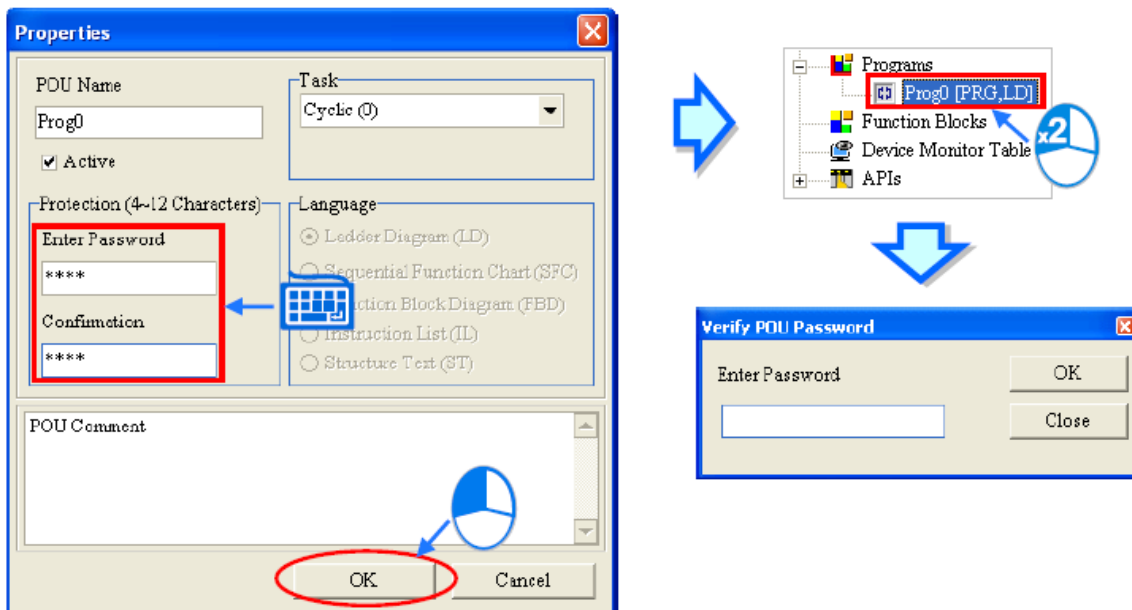 Properties
POU Name
Prog0
Active
Task
Cyclic (0)
Protection (4~12 Characters)
Enter Password
****
Confirmation
****
Language
Ladder Diagram (LD)
Sequential Function Chart (SFC)
ction Block Diagram (FBD)
Instruction List (IL)
Structure Text (ST)
POU Comment
OK
Cancel
Programs
Prog0 [PRG,LD]
Function Blocks
Device Monitor Table
APIs
x2
Verify POU Password
Enter Password
OK
Close